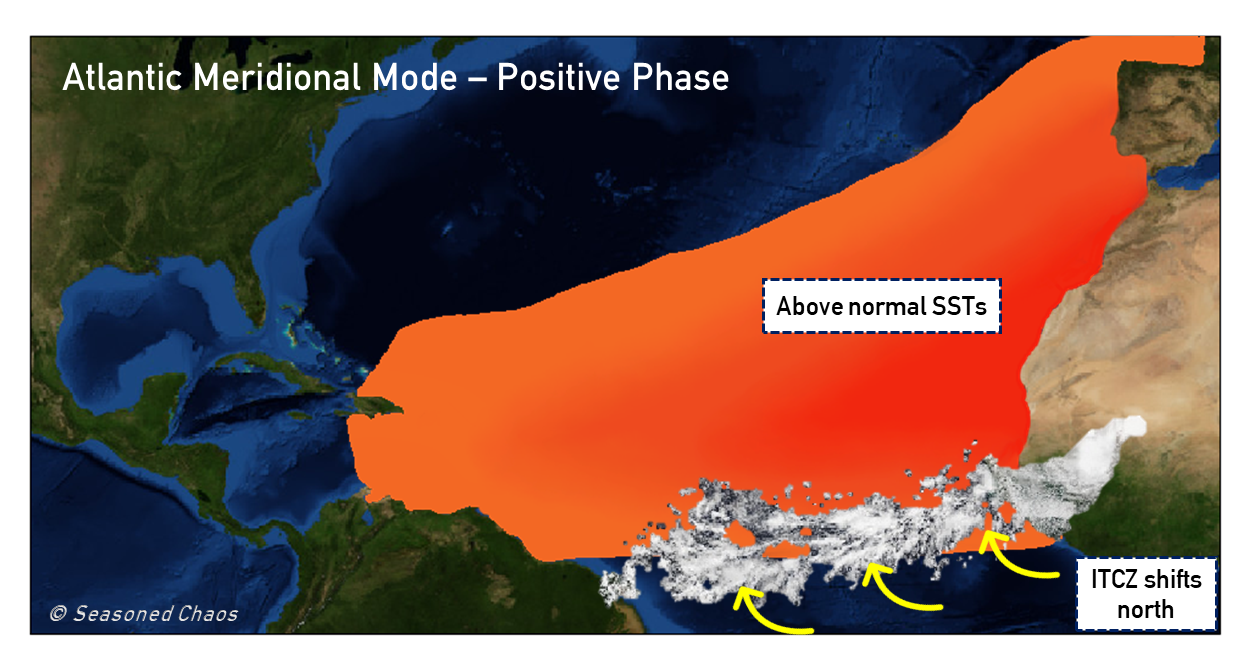 Atlantic Meridional Mode – Positive Phase
Above normal SSTs
ITCZ shifts
north
© Seasoned Chaos